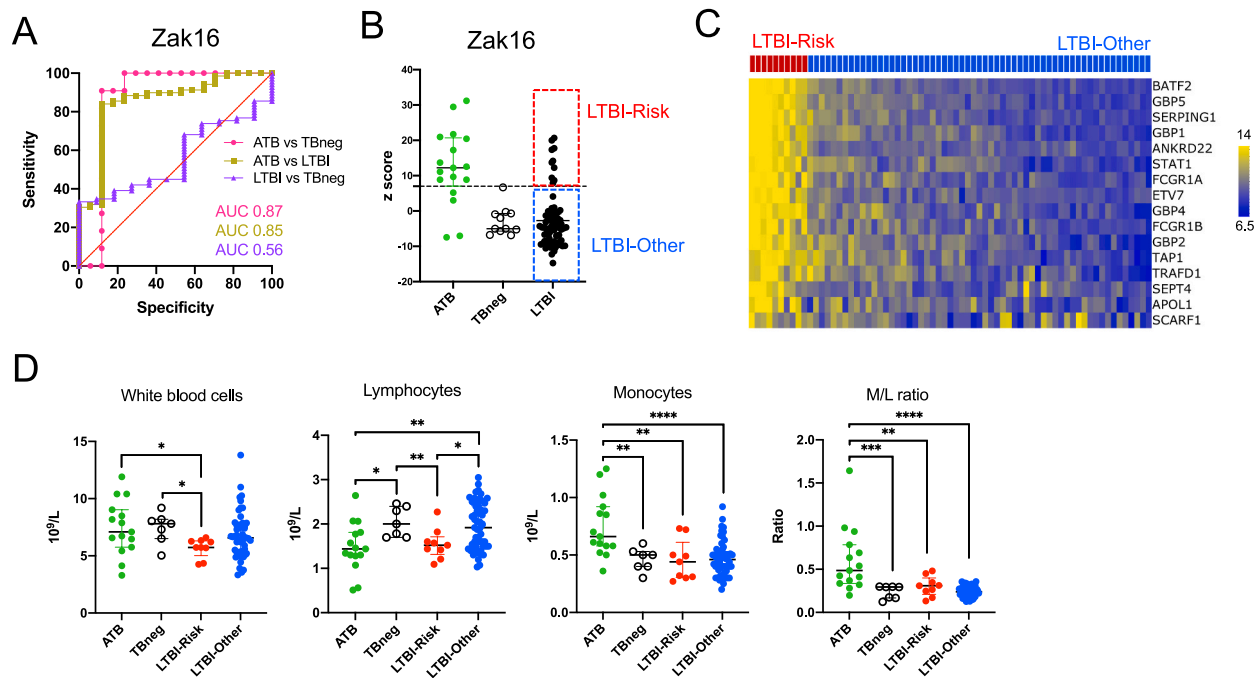 A
Zak16
100
80
60
40
20
0
Sensitivity
0
20
40
60
80
100
Specificity
ATB vs TBneg
ATB vs LTBI
LTBI vs TBneg
AUC 0.87
AUC 0.85
AUC 0.56
B
Zak16
40
30
20
10
0
-10
-20
z score
ATB
TBneg
LTBI
LTBI-Risk
LTBI-Other
C
LTBI-Risk
LTBI-Other
BATF2
GBP5
SERPING1
GBP1
ANKRD22
STAT1
FCGR1A
ETV7
GBP4
FCGR1B
GBP2
TAP1
TRAFD1
SEPT4
APOL1
SCARF1
14
6.5
D
White blood cells
15
10
5
0
10⁹/L
*
*
ATB
TBneg
LTBI-Risk
LTBI-Other
Lymphocytes
4
3
2
1
0
10⁹/L
**
*
**
*
ATB
TBneg
LTBI-Risk
LTBI-Other
Monocytes
1.5
1.0
0.5
0.0
10⁹/L
****
**
**
ATB
TBneg
LTBI-Risk
LTBI-Other
M/L ratio
2.0
1.5
1.0
0.5
0.0
Ratio
****
**
***
ATB
TBneg
LTBI-Risk
LTBI-Other